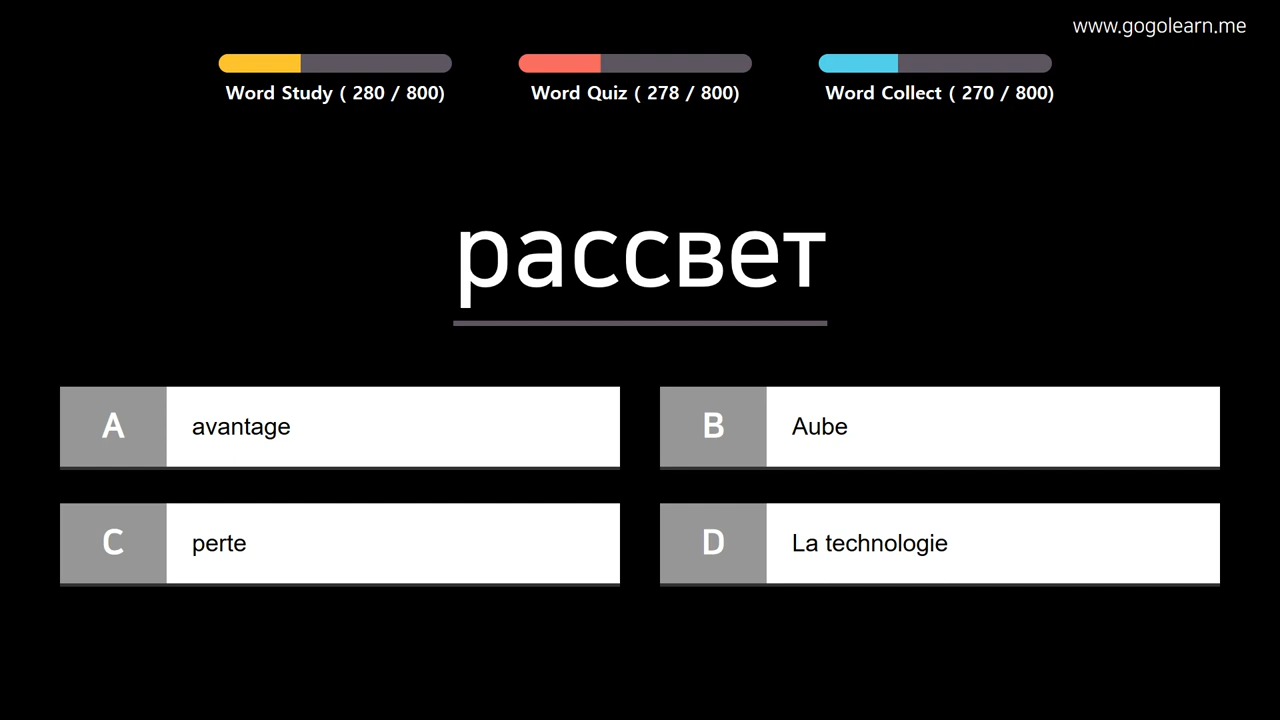 www.gogolearn.me
Word Study ( 280 / 800)
Word Quiz ( 278 / 800)
Word Collect ( 270 / 800)
рассвет
A avantage
B Aube
C perte
D La technologie